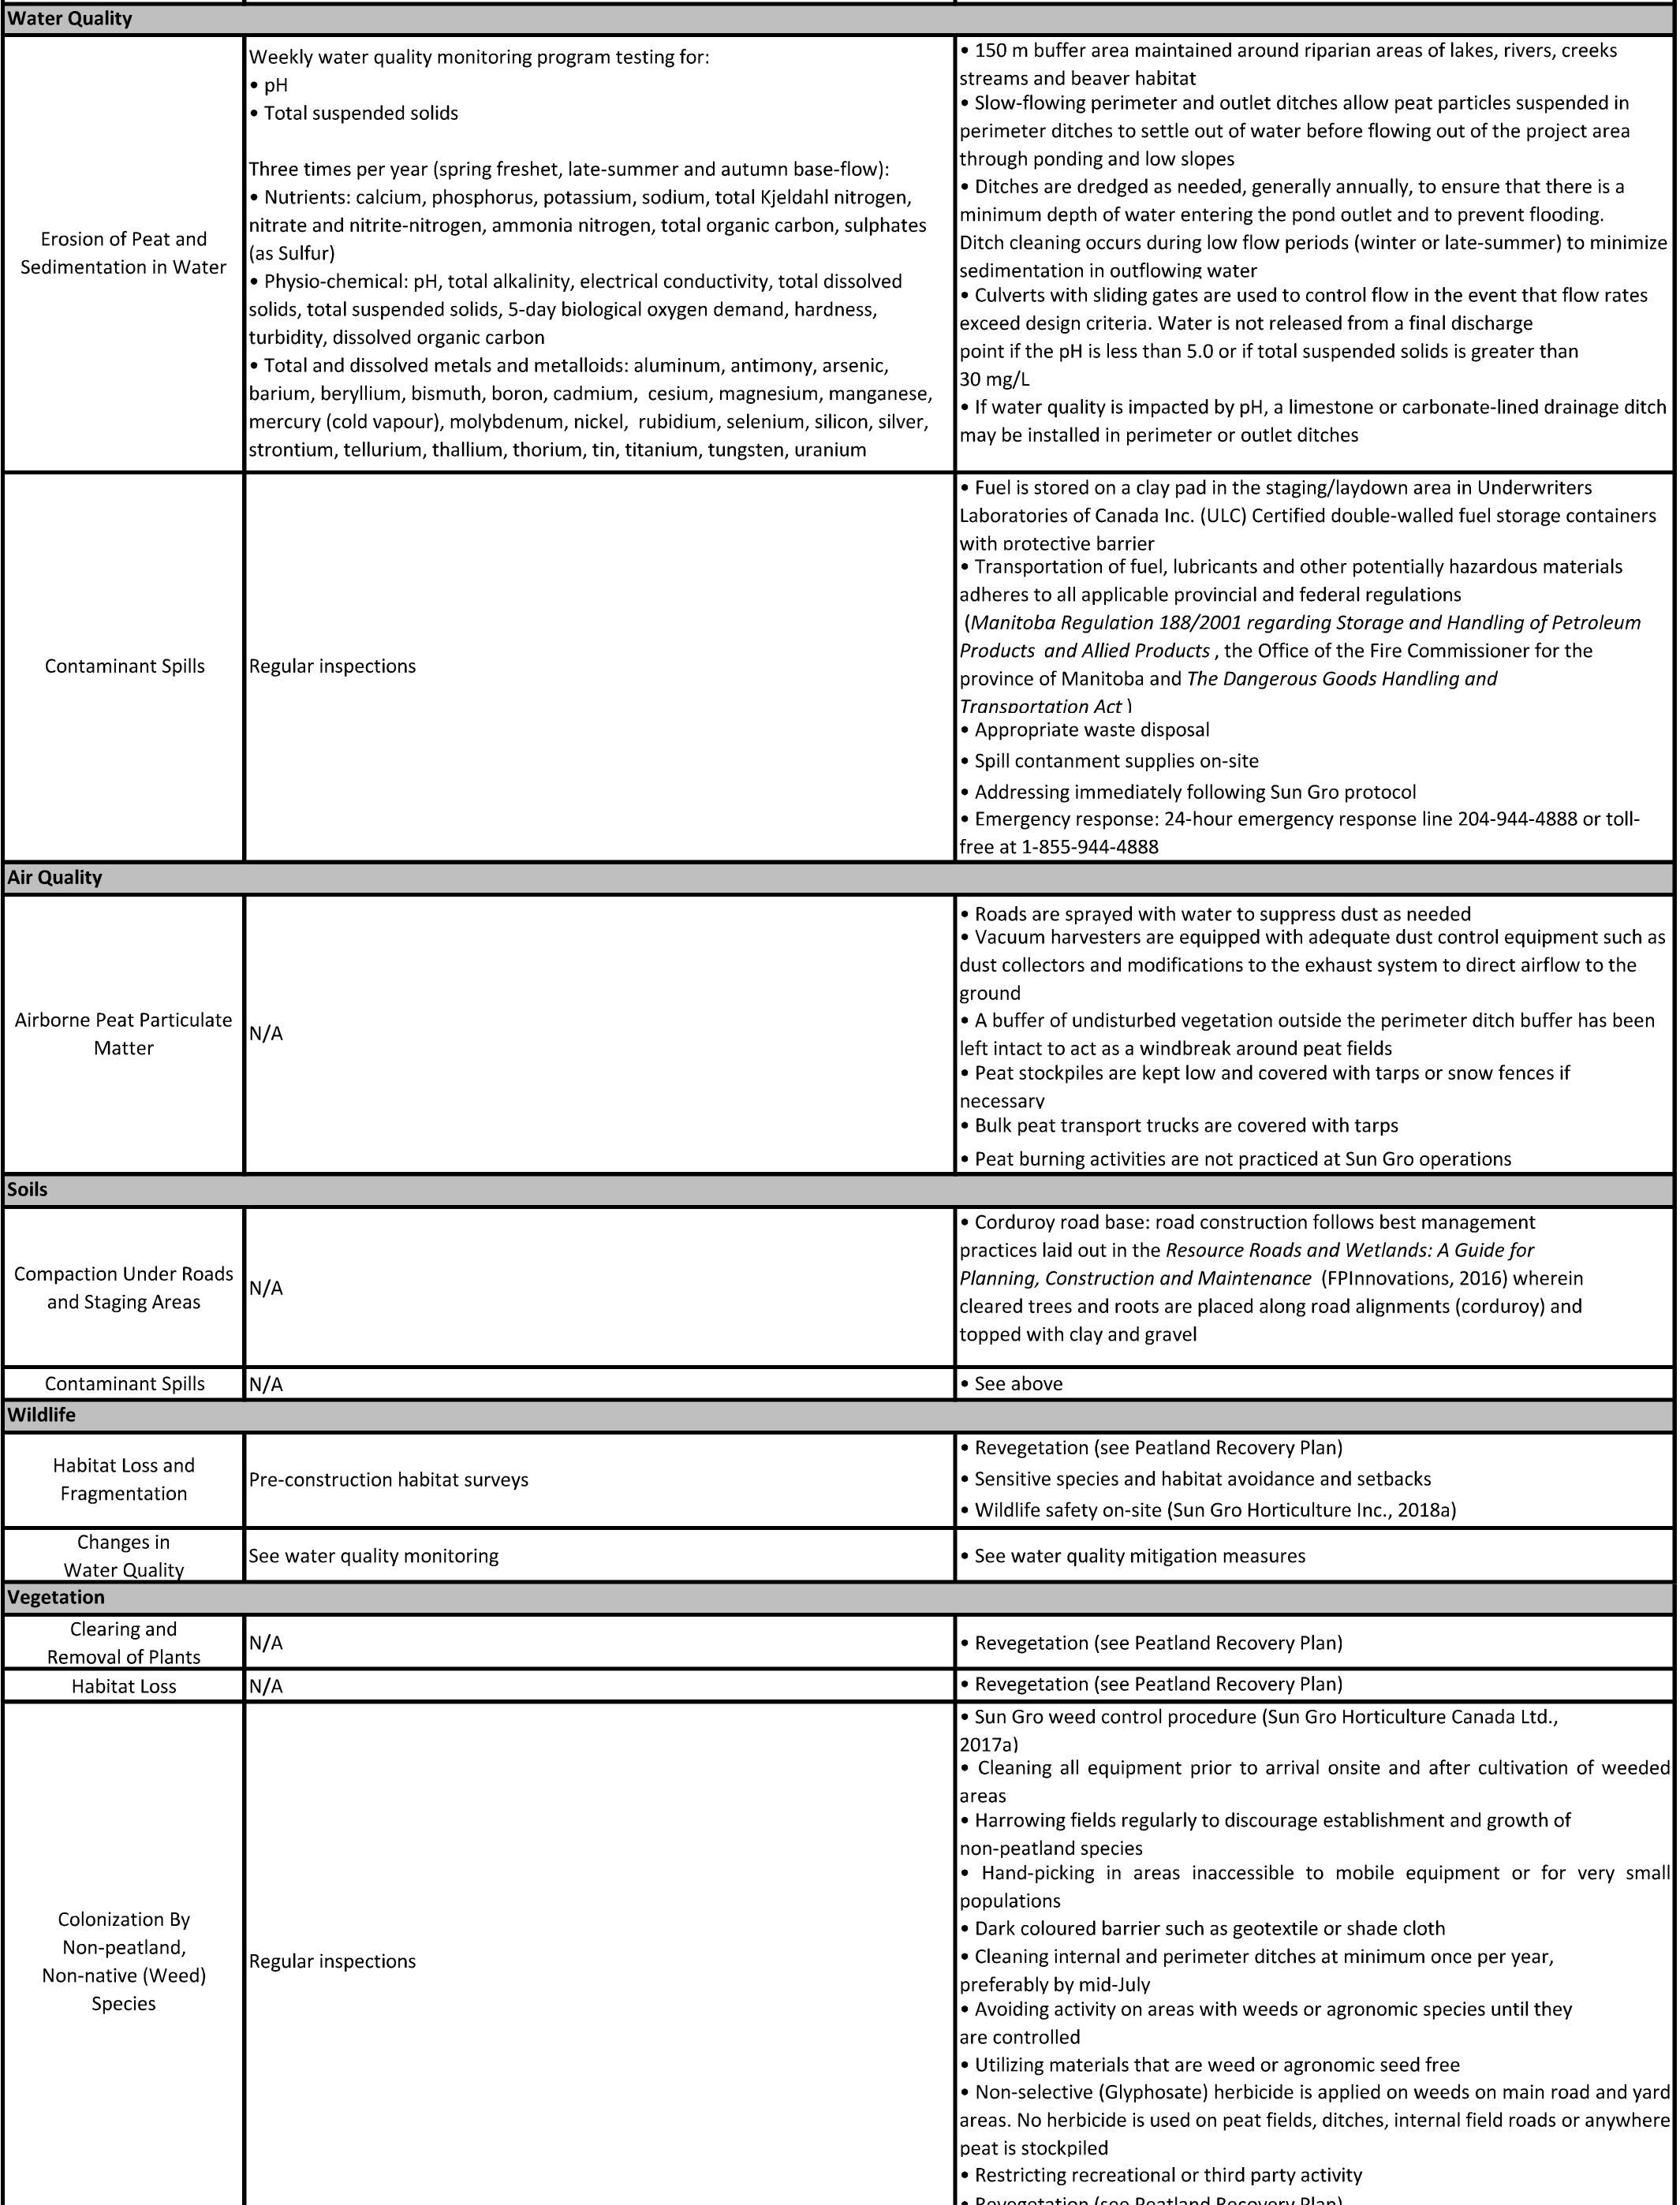 Water Quality
Erosion of Peat and
Sedimentation in Water
Weekly water quality monitoring program testing for:
• pH
• Total suspended solids
Three times per year (spring freshet, late-summer and autumn base-flow):
• Nutrients: calcium, phosphorus, potassium, sodium, total Kjeldahl nitrogen,
nitrate and nitrite-nitrogen, ammonia nitrogen, total organic carbon, sulphates
(as Sulfur)
• Physio-chemical: pH, total alkalinity, electrical conductivity, total dissolved
solids, total suspended solids, 5-day biological oxygen demand, hardness,
turbidity, dissolved organic carbon
• Total and dissolved metals and metalloids: aluminum, antimony, arsenic,
barium, beryllium, bismuth, boron, cadmium, cesium, magnesium, manganese,
mercury (cold vapour), molybdenum, nickel, rubidium, selenium, silicon, silver,
strontium, tellurium, thallium, thorium, tin, titanium, tungsten, uranium
• 150 m buffer area maintained around riparian areas of lakes, rivers, creeks
streams and beaver habitat
• Slow-flowing perimeter and outlet ditches allow peat particles suspended in
perimeter ditches to settle out of water before flowing out of the project area
through ponding and low slopes
• Ditches are dredged as needed, generally annually, to ensure that there is a
minimum depth of water entering the pond outlet and to prevent flooding.
Ditch cleaning occurs during low flow periods (winter or late-summer) to minimize
sedimentation in outflowing water
• Culverts with sliding gates are used to control flow in the event that flow rates
exceed design criteria. Water is not released from a final discharge
point if the pH is less than 5.0 or if total suspended solids is greater than
30 mg/L
• If water quality is impacted by pH, a limestone or carbonate-lined drainage ditch
may be installed in perimeter or outlet ditches
Contaminant Spills
Regular inspections
• Fuel is stored on a clay pad in the staging/laydown area in Underwriters
Laboratories of Canada Inc. (ULC) Certified double-walled fuel storage containers
with protective barrier
• Transportation of fuel, lubricants and other potentially hazardous materials
adheres to all applicable provincial and federal regulations
(Manitoba Regulation 188/2001 regarding Storage and Handling of Petroleum
Products and Allied Products , the Office of the Fire Commissioner for the
province of Manitoba and The Dangerous Goods Handling and
Transportation Act )
• Appropriate waste disposal
• Spill contanment supplies on-site
• Addressing immediately following Sun Gro protocol
• Emergency response: 24-hour emergency response line 204-944-4888 or toll-
free at 1-855-944-4888
Air Quality
Airborne Peat Particulate
Matter
N/A
• Roads are sprayed with water to suppress dust as needed
• Vacuum harvesters are equipped with adequate dust control equipment such as
dust collectors and modifications to the exhaust system to direct airflow to the
ground
• A buffer of undisturbed vegetation outside the perimeter ditch buffer has been
left intact to act as a windbreak around peat fields
• Peat stockpiles are kept low and covered with tarps or snow fences if
necessary
• Bulk peat transport trucks are covered with tarps
• Peat burning activities are not practiced at Sun Gro operations
Soils
Compaction Under Roads
and Staging Areas
N/A
• Corduroy road base: road construction follows best management
practices laid out in the Resource Roads and Wetlands: A Guide for
Planning, Construction and Maintenance (FPInnovations, 2016) wherein
cleared trees and roots are placed along road alignments (corduroy) and
topped with clay and gravel
Contaminant Spills
N/A
• See above
Wildlife
Habitat Loss and
Fragmentation
Pre-construction habitat surveys
• Revegetation (see Peatland Recovery Plan)
• Sensitive species and habitat avoidance and setbacks
• Wildlife safety on-site (Sun Gro Horticulture Inc., 2018a)
Changes in
Water Quality
See water quality monitoring
• See water quality mitigation measures
Vegetation
Clearing and
Removal of Plants
N/A
• Revegetation (see Peatland Recovery Plan)
Habitat Loss
N/A
• Revegetation (see Peatland Recovery Plan)
Colonization By
Non-peatland,
Non-native (Weed)
Species
Regular inspections
• Sun Gro weed control procedure (Sun Gro Horticulture Canada Ltd.,
2017a)
• Cleaning all equipment prior to arrival onsite and after cultivation of weeded
areas
• Harrowing fields regularly to discourage establishment and growth of
non-peatland species
• Hand-picking in areas inaccessible to mobile equipment or for very small
populations
• Dark coloured barrier such as geotextile or shade cloth
• Cleaning internal and perimeter ditches at minimum once per year,
preferably by mid-July
• Avoiding activity on areas with weeds or agronomic species until they
are controlled
• Utilizing materials that are weed or agronomic seed free
• Non-selective (Glyphosate) herbicide is applied on weeds on main road and yard
areas. No herbicide is used on peat fields, ditches, internal field roads or anywhere
peat is stockpiled
• Restricting recreational or third party activity
• Revegetation (see Peatland Recovery Plan)